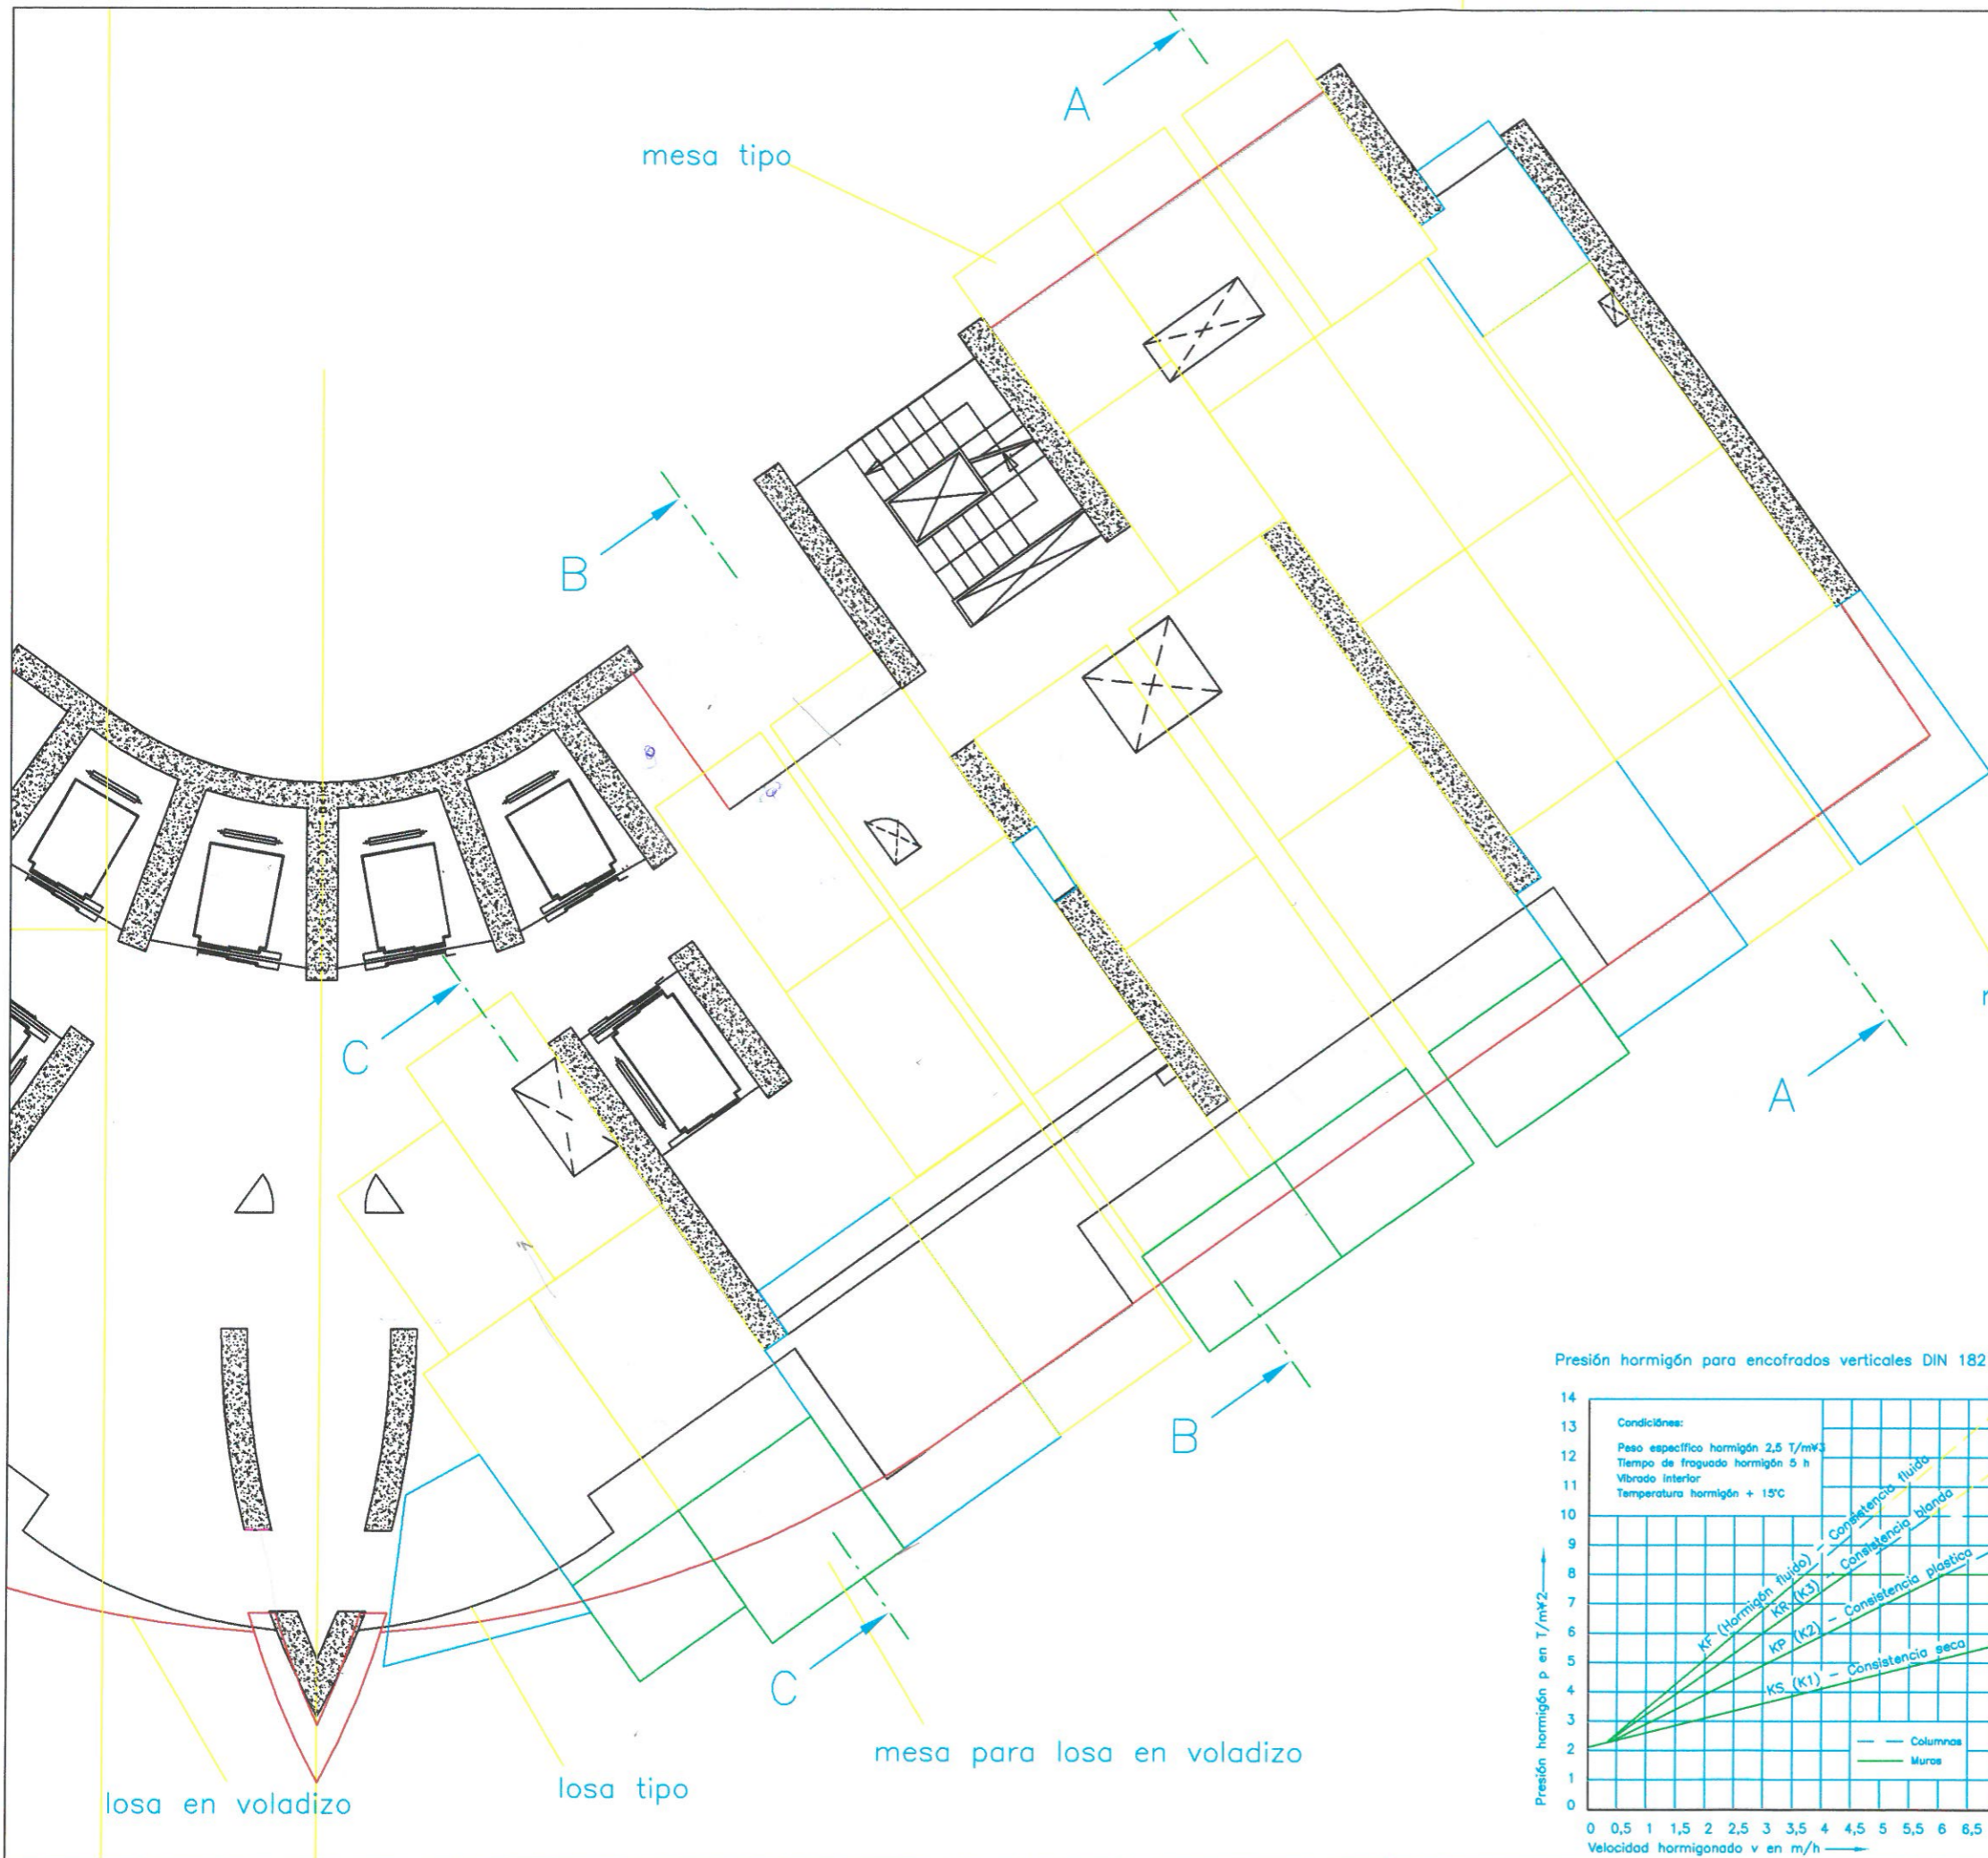 A
mesa tipo
B
C
A
B
C
mesa para losa en voladizo
losa tipo
losa en voladizo
Presión hormigón para encofrados verticales DIN 182
14
13
12
11
10
9
8
7
6
5
4
3
2
1
0
Condiciónes:
Peso específico hormigón 2,5 T/m¥3
Tiempo de fraguado hormigón 5 h
Vibrado interior
Temperatura hormigón + 15°C
KF (Hormigón fluido) - Consistencia fluida
KR (K3) - Consistencia blanda
KP (K2) - Consistencia plastica
KS (K1) - Consistencia seca
Columnas
Muros
Presión hormigón p en T/m¥2
0 0,5 1 1,5 2 2,5 3 3,5 4 4,5 5 5,5 6 6,5
Velocidad hormigonado v en m/h